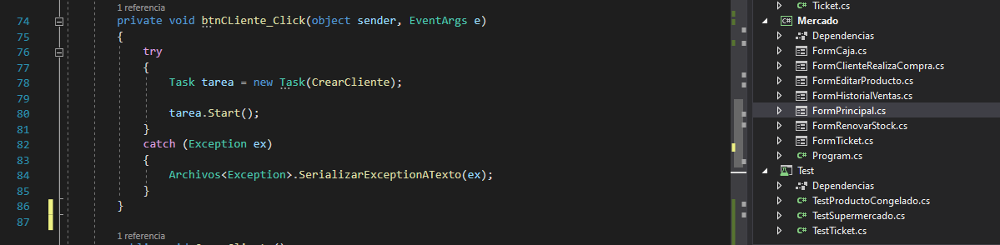 1 referencia
74 private void btnCLiente_Click(object sender, EventArgs e)
75 {
76 try
77 {
78 Task tarea = new Task(CrearCliente);
79
80 tarea.Start();
81 }
82 catch (Exception ex)
83 {
84 Archivos<Exception>.SerializarExceptionATexto(ex);
85 }
86 }
87
1 referencia
C# Ticket.cs
C# Mercado
Dependencias
FormCaja.cs
FormClienteRealizaCompra.cs
FormEditarProducto.cs
FormHistorialVentas.cs
FormPrincipal.cs
FormRenovarStock.cs
FormTicket.cs
C# Program.cs
Test
Dependencias
C# TestProductoCongelado.cs
C# TestSupermercado.cs
C# TestTicket.cs